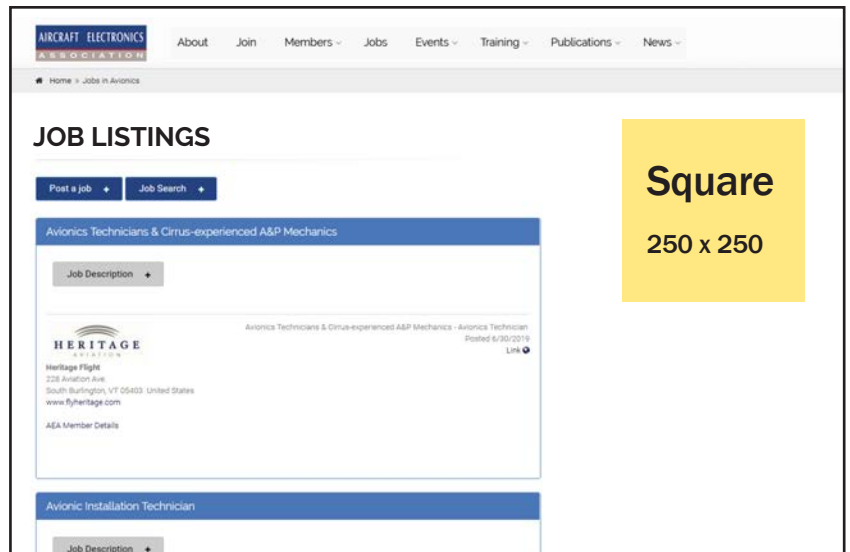 AIRCRAFT ELECTRONICS
ASSOCIATION
About Join Members Jobs Events Training Publications News
Home > Jobs in Avionics
JOB LISTINGS
Post a job + Job Search +
Square
250 x 250
Avionics Technicians & Cirrus-experienced A&P Mechanics
Job Description +
HERITAGE
AVIATION
Avionics Technicians & Cirrus-experienced A&P Mechanics - Avionics Technician
Posted 6/30/2019
Link
Heritage Flight
228 Aviation Ave
South Burlington, VT 05403 United States
www.flyheritage.com
AEA Member Details
Avionic Installation Technician
Job Description +